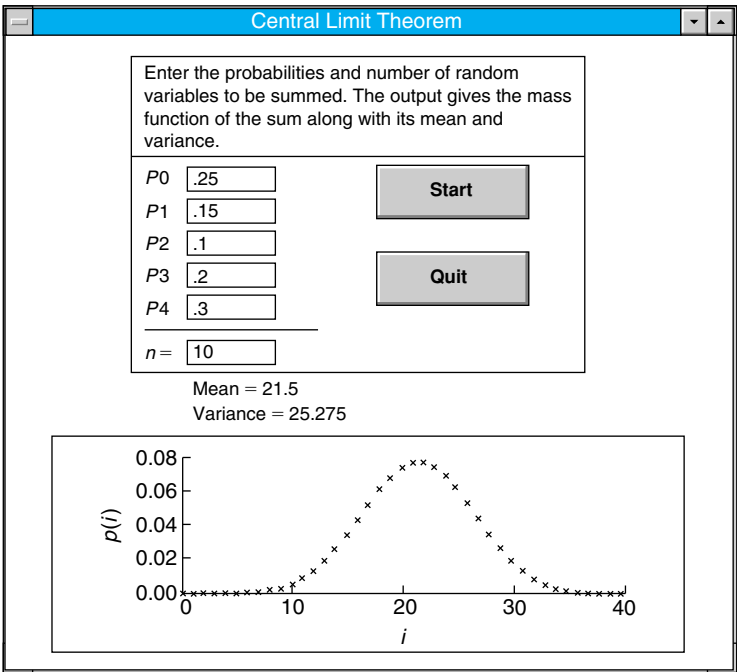 Central Limit Theorem
Enter the probabilities and number of random
variables to be summed. The output gives the mass
function of the sum along with its mean and
variance.
P0 .25
P1 .15
P2 .1
P3 .2
P4 .3
n = 10
Start
Quit
Mean = 21.5
Variance = 25.275
p(i)
0.08
0.06
0.04
0.02
0.00
0 10 20 30 40
i